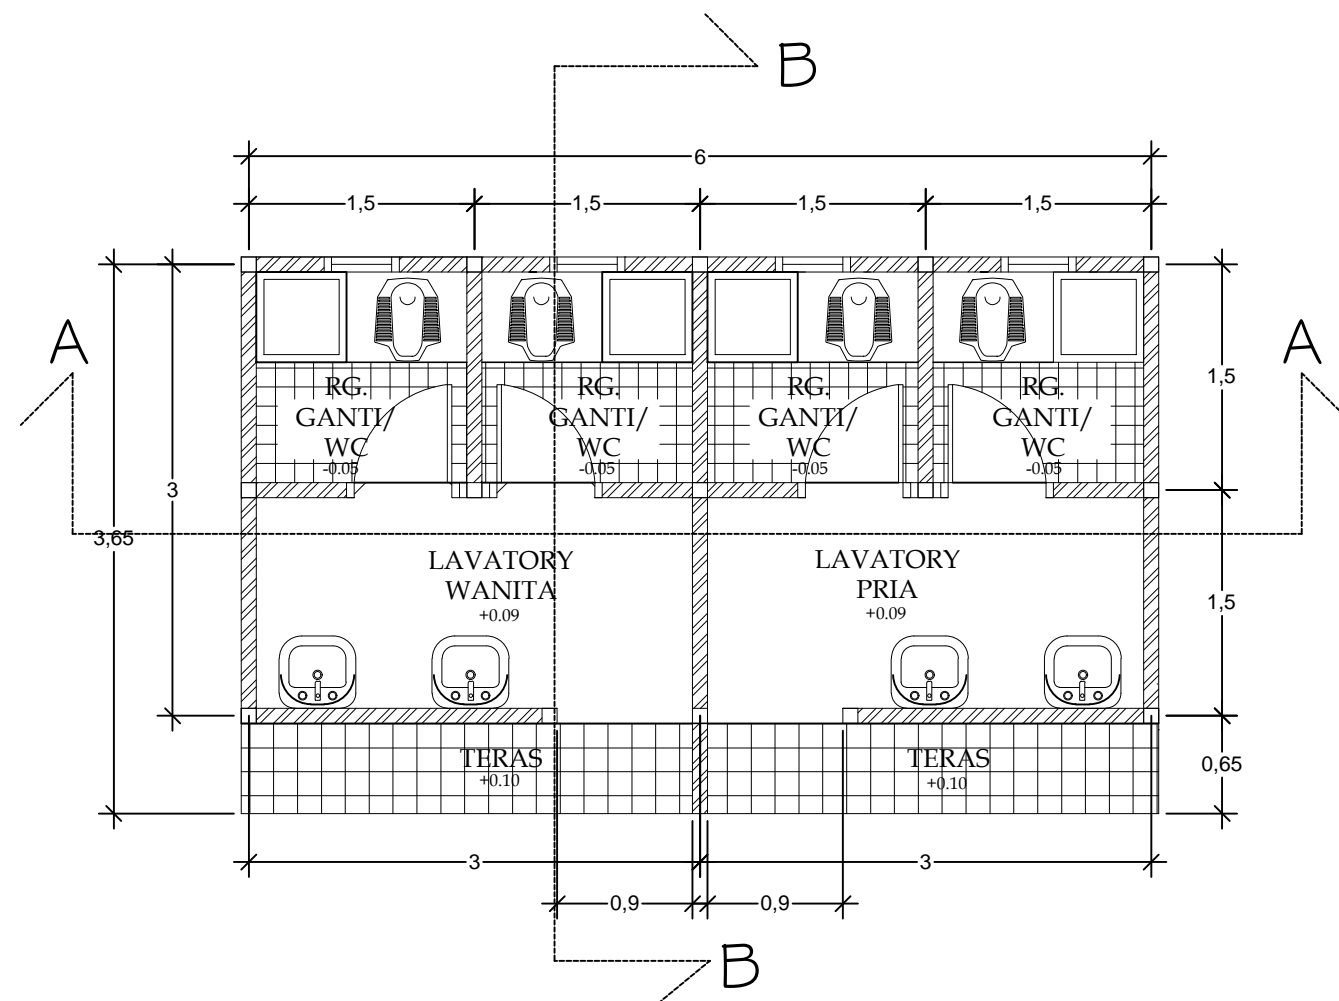 B
6
1,5
1,5
1,5
1,5
A
A
RG.
GANTI/
WC
-0.05
RG.
GANTI/
WC
-0.05
RG.
GANTI/
WC
-0.05
RG.
GANTI/
WC
-0.05
1,5
3
3,65
LAVATORY
WANITA
+0.09
LAVATORY
PRIA
+0.09
1,5
TERAS
+0.10
TERAS
+0.10
0,65
3
3
0,9
0,9
B